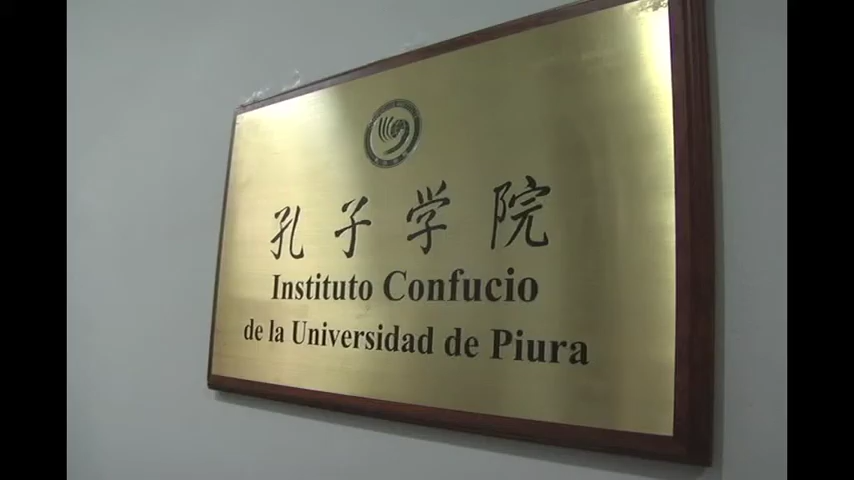 孔子学院
Instituto Confucio
de la Universidad de Piura